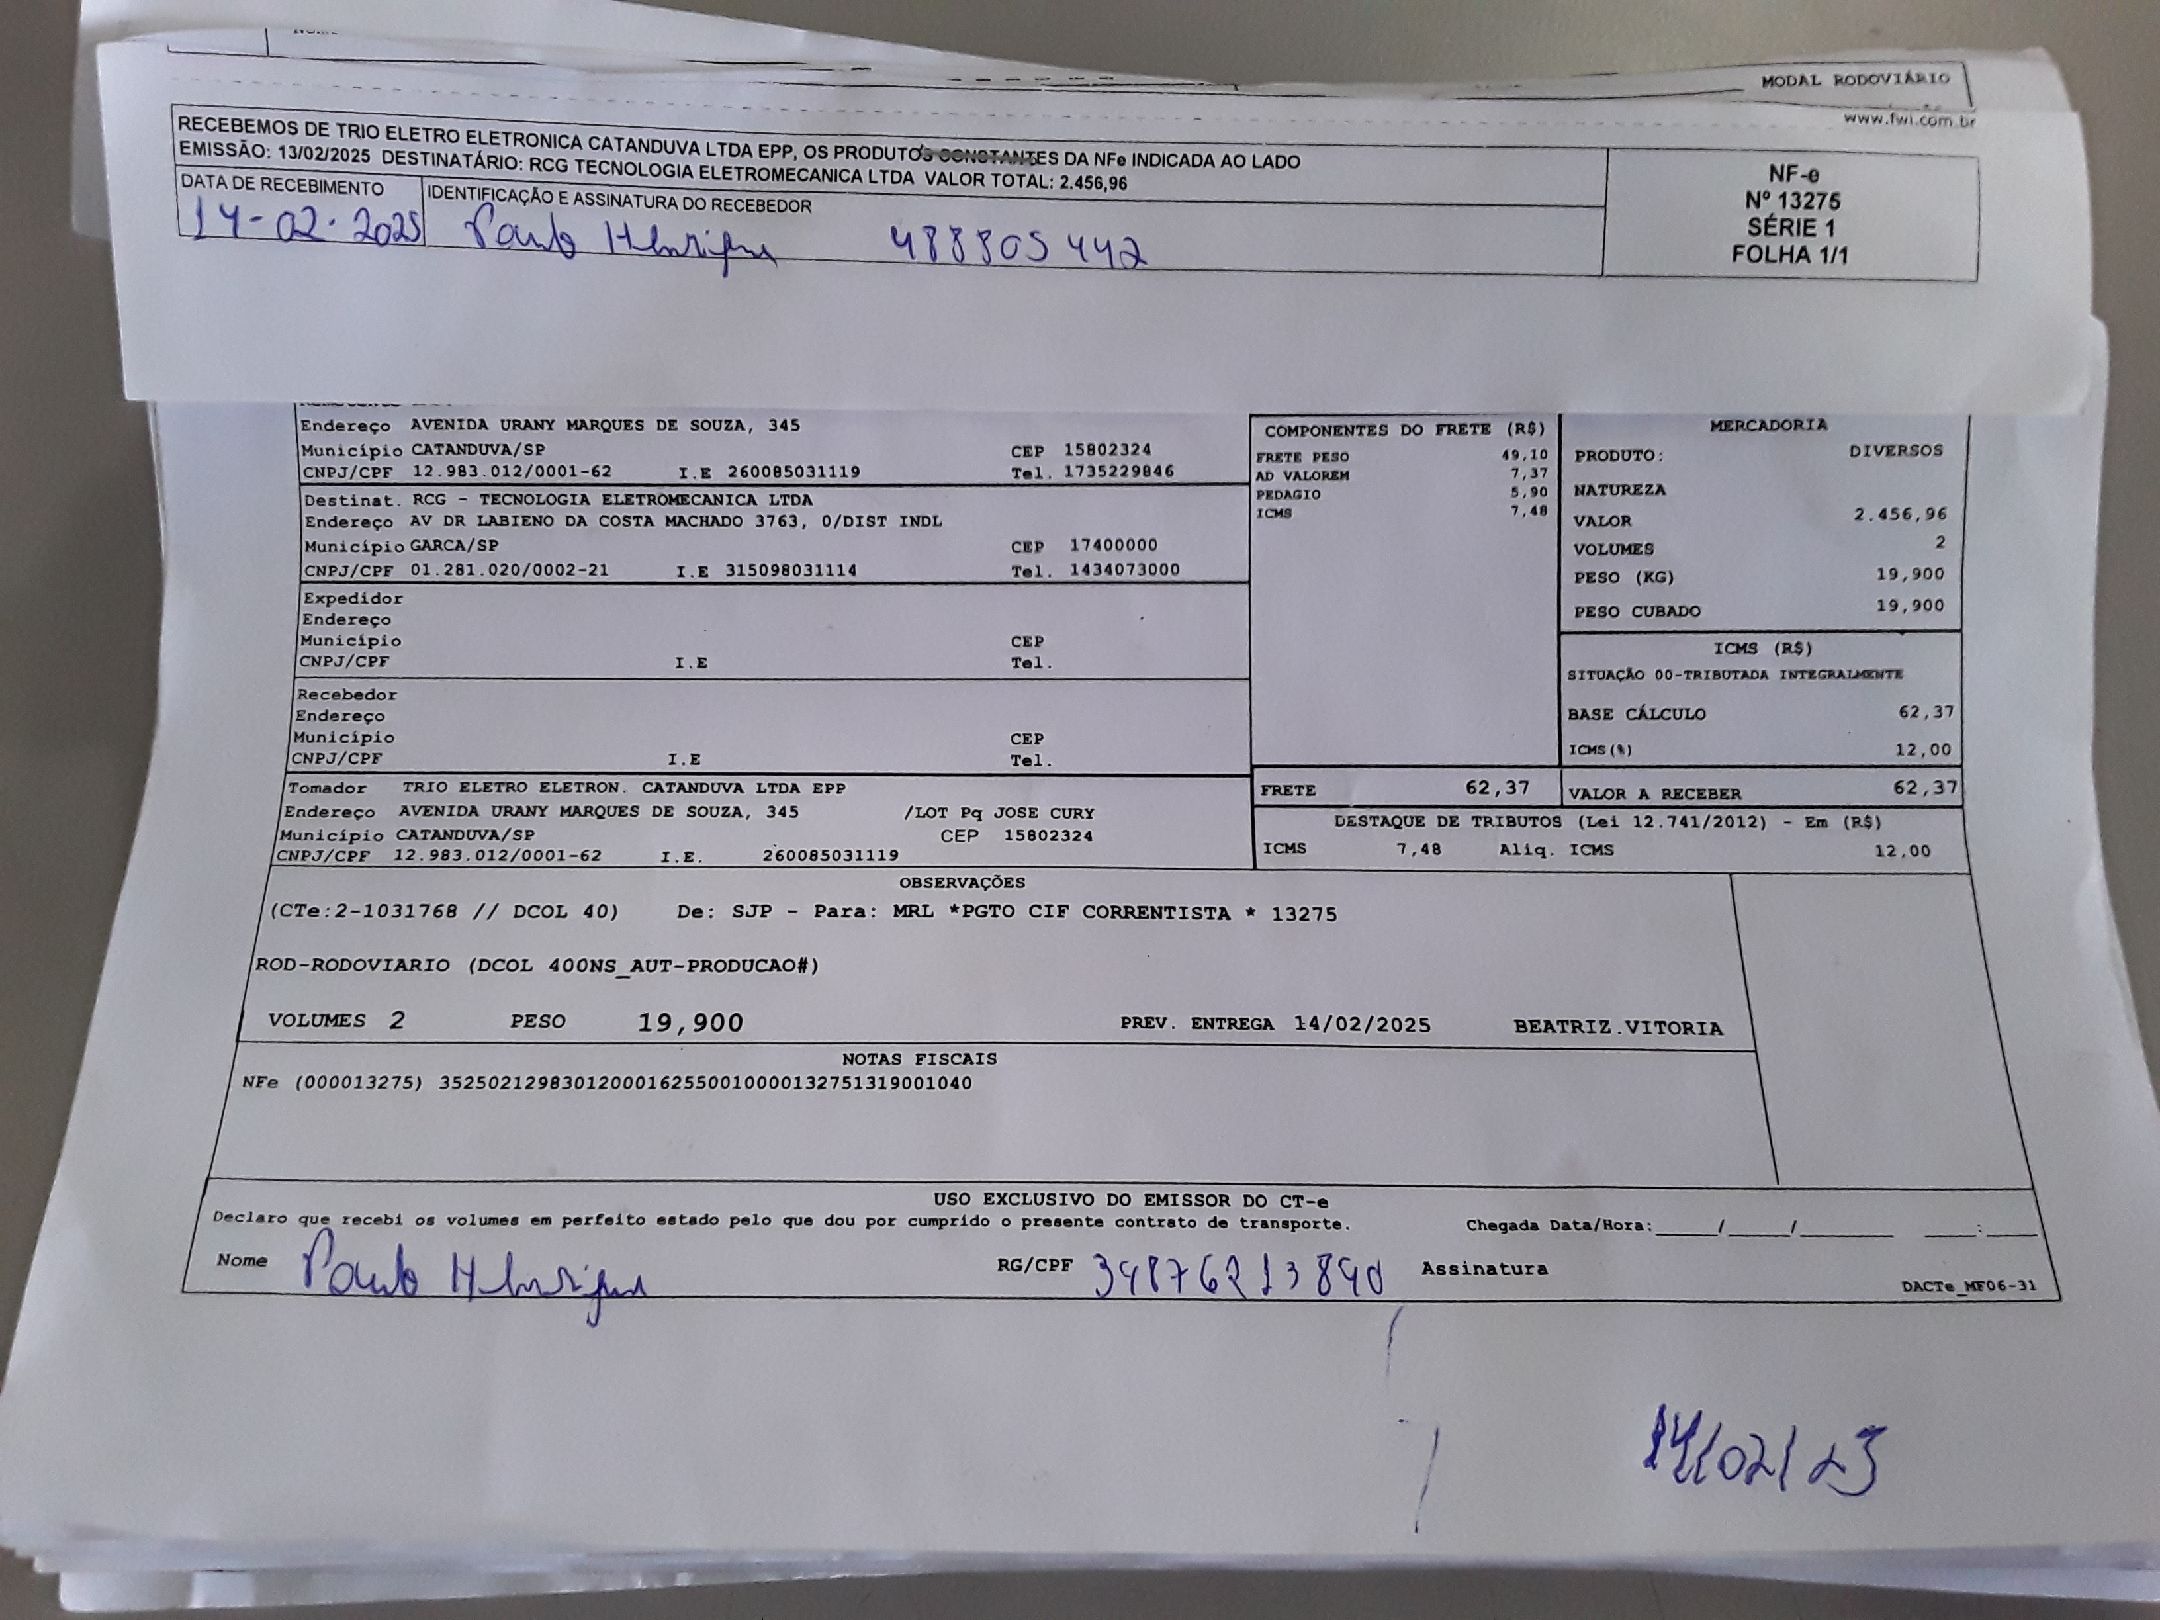 MODAL RODOVIÁRIO
www.fwi.com.br
RECEBEMOS DE TRIO ELETRO ELETRONICA CATANDUVA LTDA EPP, OS PRODUTOS CONSTANTES DA NFe INDICADA AO LADO
EMISSÃO: 13/02/2025 DESTINATÁRIO: RCG TECNOLOGIA ELETROMECANICA LTDA VALOR TOTAL: 2.456,96
DATA DE RECEBIMENTO
14-02-2025
IDENTIFICAÇÃO E ASSINATURA DO RECEBEDOR
Paulo Henrique 488805442
NF-e
Nº 13275
SÉRIE 1
FOLHA 1/1
Endereço AVENIDA URANY MARQUES DE SOUZA, 345
Município CATANDUVA/SP CEP 15802324
CNPJ/CPF 12.983.012/0001-62 I.E 260085031119 Tel. 1735229846
Destinat. RCG - TECNOLOGIA ELETROMECANICA LTDA
Endereço AV DR LABIENO DA COSTA MACHADO 3763, 0/DIST INDL
Município GARCA/SP CEP 17400000
CNPJ/CPF 01.281.020/0002-21 I.E 315098031114 Tel. 1434073000
Expedidor
Endereço
Município CEP
CNPJ/CPF I.E Tel.
Recebedor
Endereço
Município CEP
CNPJ/CPF I.E Tel.
Tomador TRIO ELETRO ELETRON. CATANDUVA LTDA EPP
Endereço AVENIDA URANY MARQUES DE SOUZA, 345 /LOT Pq JOSE CURY
Município CATANDUVA/SP CEP 15802324
CNPJ/CPF 12.983.012/0001-62 I.E. 260085031119
COMPONENTES DO FRETE (R$)
FRETE PESO 49,10
AD VALOREM 7,37
PEDAGIO 5,90
ICMS 7,48
FRETE 62,37
MERCADORIA
PRODUTO: DIVERSOS
NATUREZA
VALOR 2.456,96
VOLUMES 2
PESO (KG) 19,900
PESO CUBADO 19,900
ICMS (R$)
SITUAÇÃO 00-TRIBUTADA INTEGRALMENTE
BASE CÁLCULO 62,37
ICMS(%) 12,00
VALOR A RECEBER 62,37
DESTAQUE DE TRIBUTOS (Lei 12.741/2012) - Em (R$)
ICMS 7,48 Aliq. ICMS 12,00
OBSERVAÇÕES
(CTe:2-1031768 // DCOL 40) De: SJP - Para: MRL *PGTO CIF CORRENTISTA * 13275
ROD-RODOVIARIO (DCOL 400NS_AUT-PRODUCAO#)
VOLUMES 2 PESO 19,900 PREV. ENTREGA 14/02/2025 BEATRIZ.VITORIA
NOTAS FISCAIS
NFe (000013275) 35250212983012000162550010000132751319001040
USO EXCLUSIVO DO EMISSOR DO CT-e
Declaro que recebi os volumes em perfeito estado pelo que dou por cumprido o presente contrato de transporte. Chegada Data/Hora:____/____/______ ___:___
Nome Paulo Henrique RG/CPF 34876213840 Assinatura
DACTe_MF06-31
14/02/25